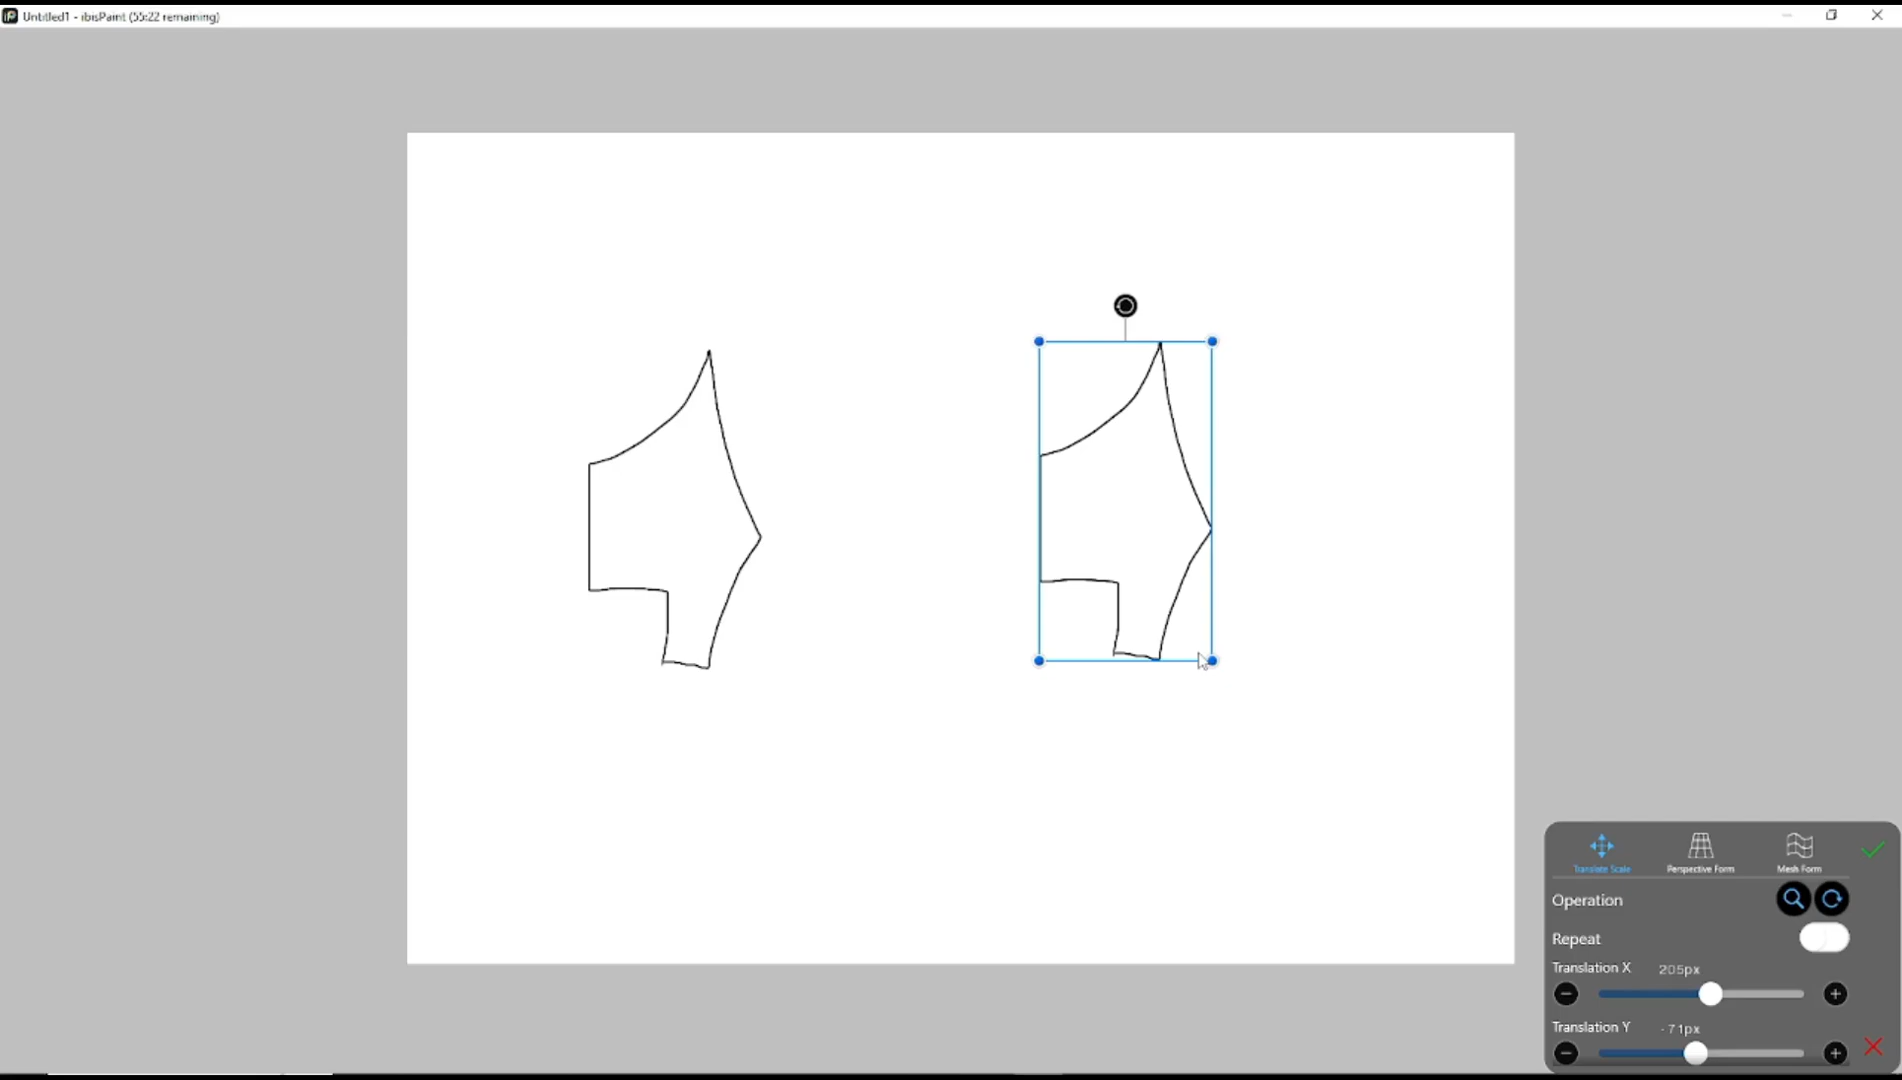 Untitled1 - ibisPaint (55:22 remaining)
Translate Scale Perspective Form Mesh Form
Operation
Repeat
Translation X 205px
Translation Y -71px